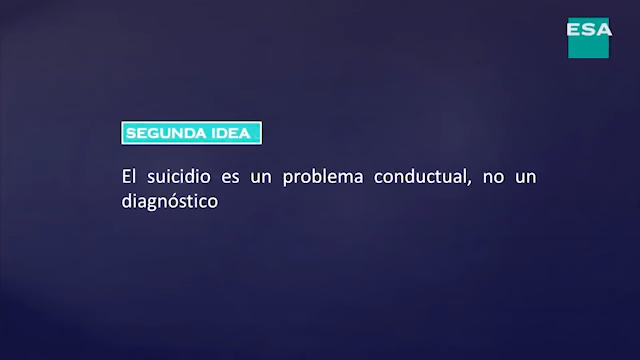 ESA
SEGUNDA IDEA
El suicidio es un problema conductual, no un
diagnóstico